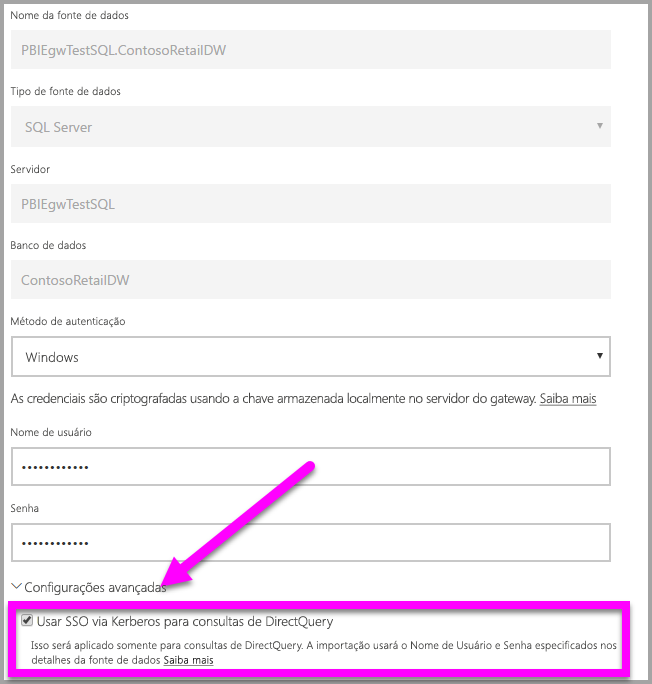 Nome da fonte de dados
PBIEgwTestSQL.ContosoRetailDW
Tipo de fonte de dados
SQL Server
Servidor
PBIEgwTestSQL
Banco de dados
ContosoRetailDW
Método de autenticação
Windows
As credenciais são criptografadas usando a chave armazenada localmente no servidor do gateway. Saiba mais
Nome de usuário
••••••••••••
Senha
••••••••••••
Configurações avançadas
Usar SSO via Kerberos para consultas de DirectQuery
Isso será aplicado somente para consultas de DirectQuery. A importação usará o Nome de Usuário e Senha especificados nos
detalhes da fonte de dados Saiba mais